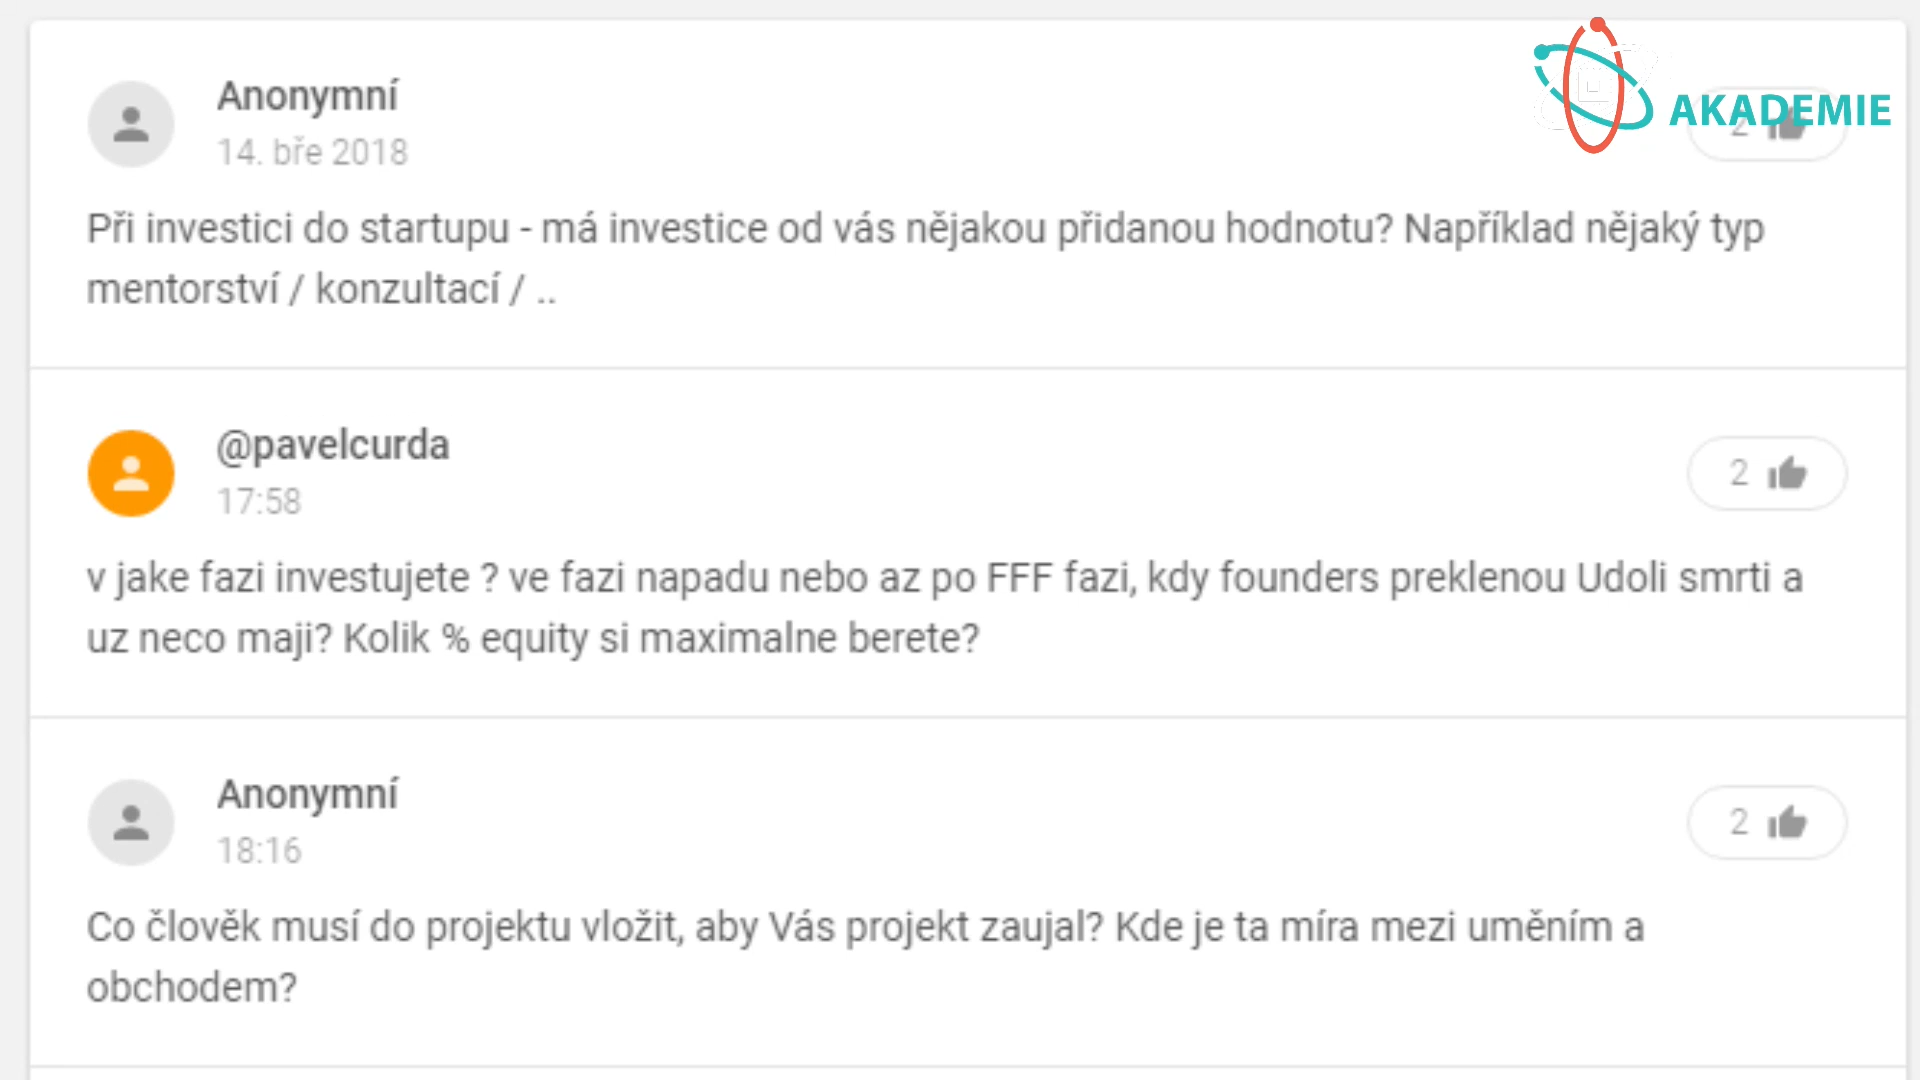 Anonymní
14. bře 2018
2
AKADEMIE
Při investici do startupu - má investice od vás nějakou přidanou hodnotu? Například nějaký typ
mentorství / konzultací / ..
@pavelcurda
17:58
2
v jake fazi investujete ? ve fazi napadu nebo az po FFF fazi, kdy founders preklenou Udoli smrti a
uz neco maji? Kolik % equity si maximalne berete?
Anonymní
18:16
2
Co člověk musí do projektu vložit, aby Vás projekt zaujal? Kde je ta míra mezi uměním a
obchodem?